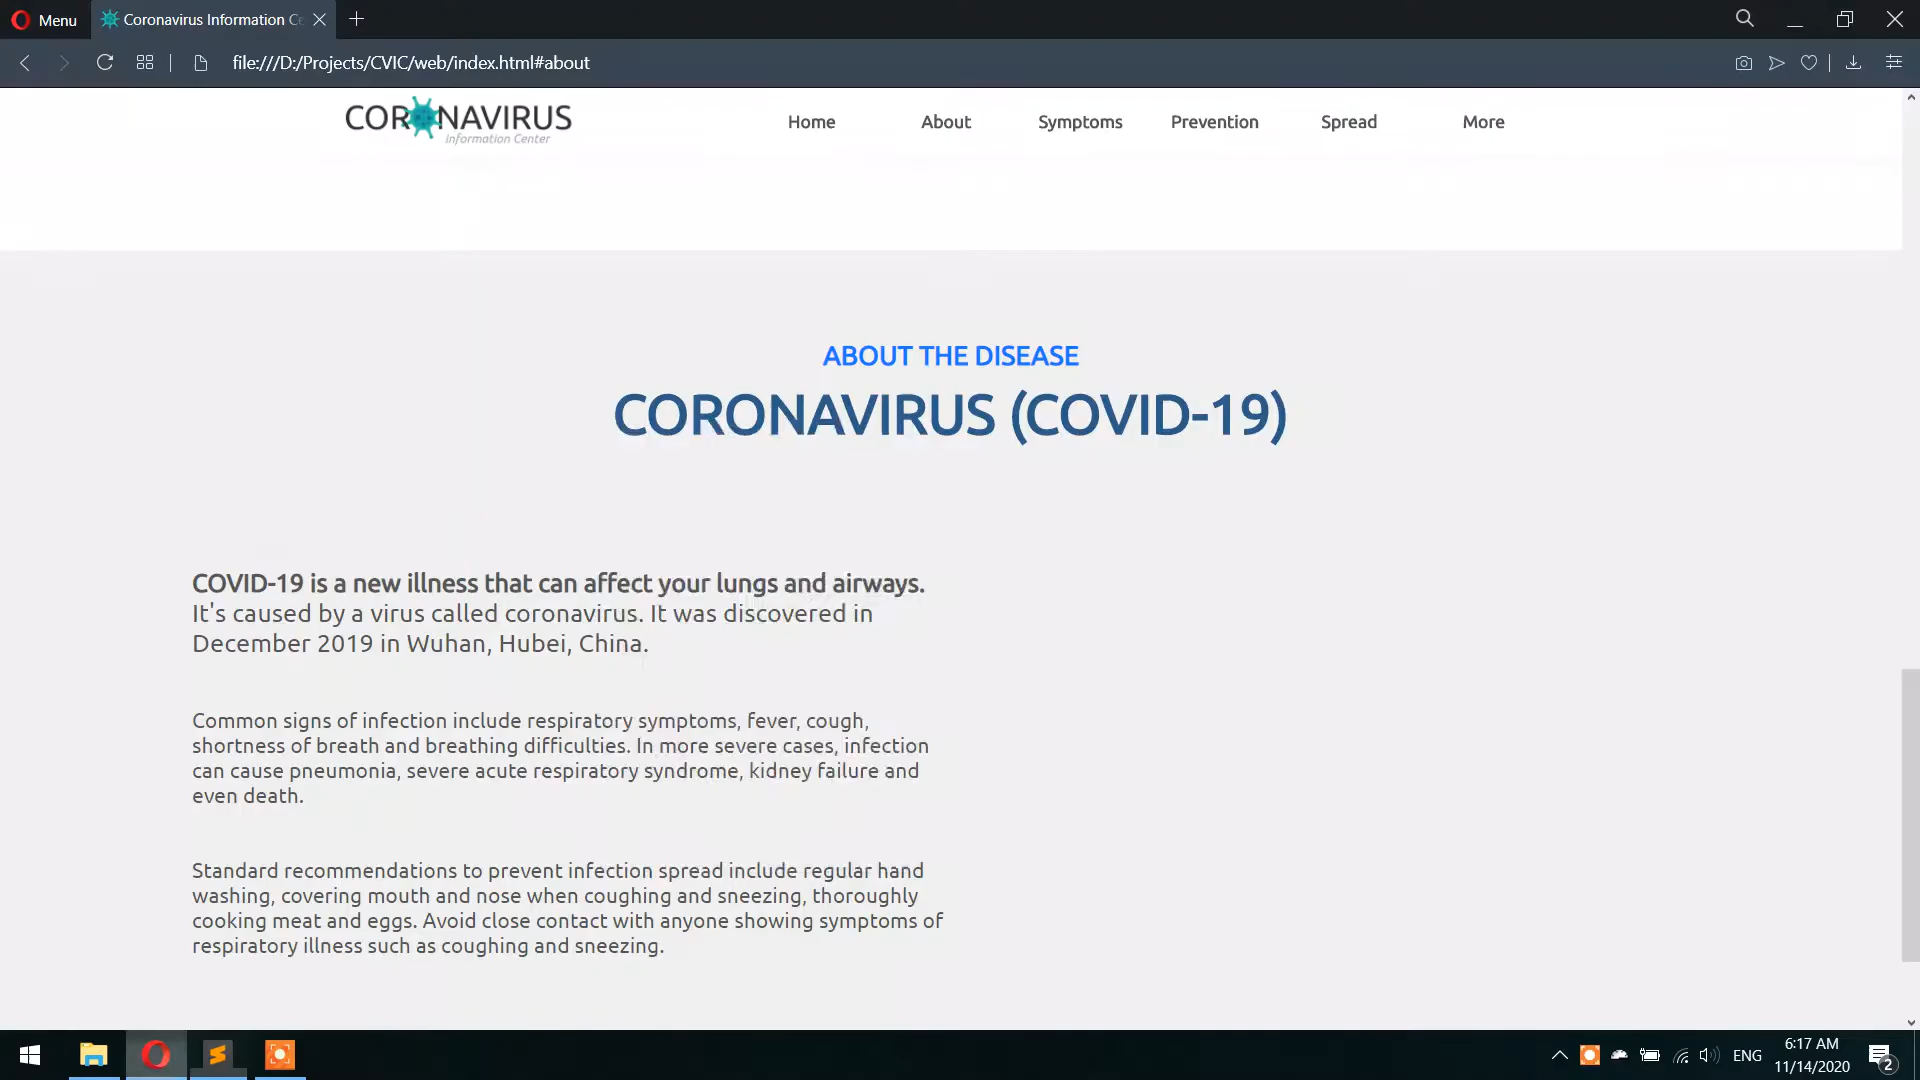 Menu
Coronavirus Information Ce
file:///D:/Projects/CVIC/web/index.html#about
CORONAVIRUS
Information Center
Home About Symptoms Prevention Spread More
ABOUT THE DISEASE
CORONAVIRUS (COVID-19)
COVID-19 is a new illness that can affect your lungs and airways.
It's caused by a virus called coronavirus. It was discovered in
December 2019 in Wuhan, Hubei, China.
Common signs of infection include respiratory symptoms, fever, cough,
shortness of breath and breathing difficulties. In more severe cases, infection
can cause pneumonia, severe acute respiratory syndrome, kidney failure and
even death.
Standard recommendations to prevent infection spread include regular hand
washing, covering mouth and nose when coughing and sneezing, thoroughly
cooking meat and eggs. Avoid close contact with anyone showing symptoms of
respiratory illness such as coughing and sneezing.
ENG
6:17 AM
11/14/2020
2